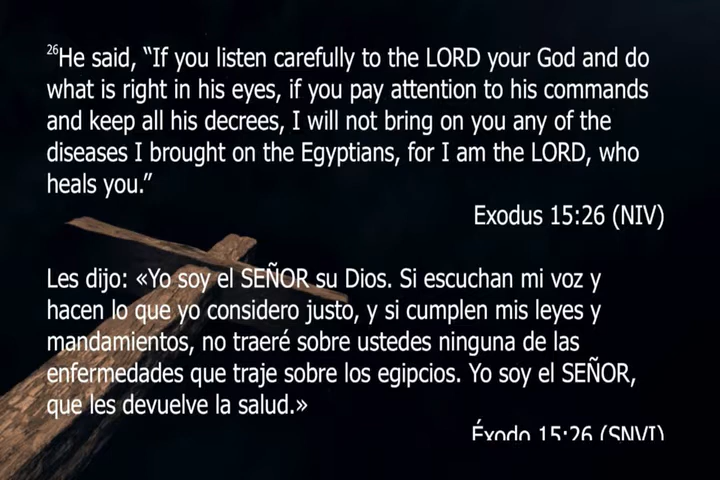 26He said, “If you listen carefully to the LORD your God and do
what is right in his eyes, if you pay attention to his commands
and keep all his decrees, I will not bring on you any of the
diseases I brought on the Egyptians, for I am the LORD, who
heals you.”
Exodus 15:26 (NIV)
Les dijo: «Yo soy el SEÑOR su Dios. Si escuchan mi voz y
hacen lo que yo considero justo, y si cumplen mis leyes y
mandamientos, no traeré sobre ustedes ninguna de las
enfermedades que traje sobre los egipcios. Yo soy el SEÑOR,
que les devuelve la salud.»
Éxodo 15:26 (SNVI)